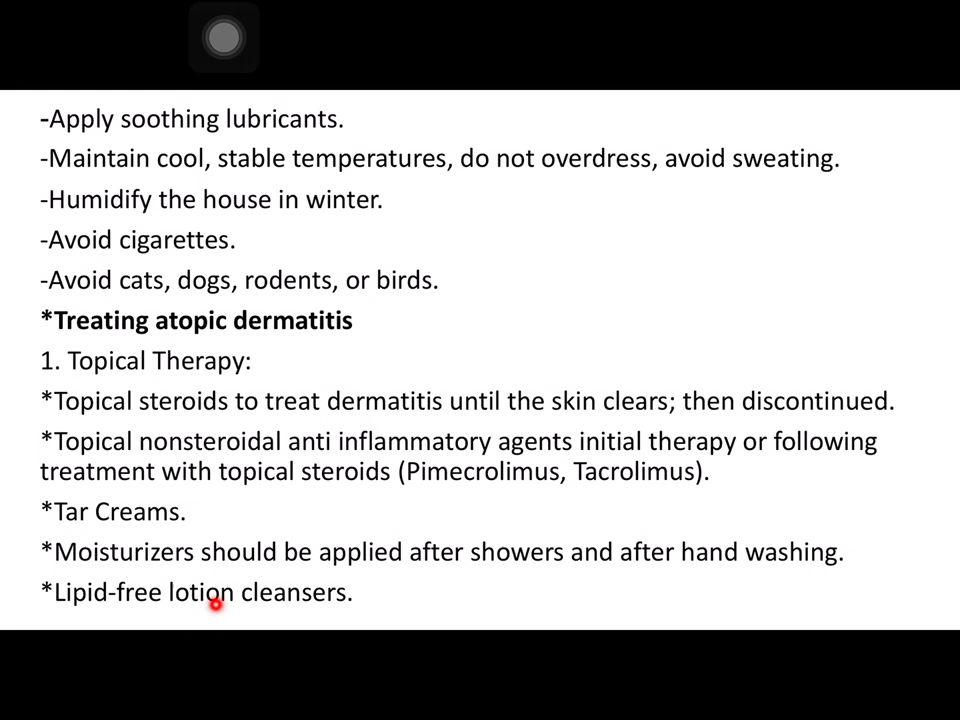 -Apply soothing lubricants.
-Maintain cool, stable temperatures, do not overdress, avoid sweating.
-Humidify the house in winter.
-Avoid cigarettes.
-Avoid cats, dogs, rodents, or birds.
*Treating atopic dermatitis
1. Topical Therapy:
*Topical steroids to treat dermatitis until the skin clears; then discontinued.
*Topical nonsteroidal anti inflammatory agents initial therapy or following
treatment with topical steroids (Pimecrolimus, Tacrolimus).
*Tar Creams.
*Moisturizers should be applied after showers and after hand washing.
*Lipid-free lotion cleansers.